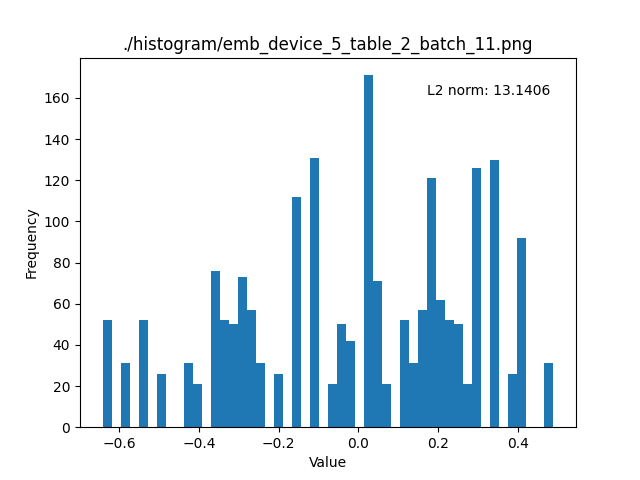 ./histogram/emb_device_5_table_2_batch_11.png
L2 norm: 13.1406
160
140
120
100
80
60
40
20
0
Frequency
−0.6 −0.4 −0.2 0.0 0.2 0.4
Value